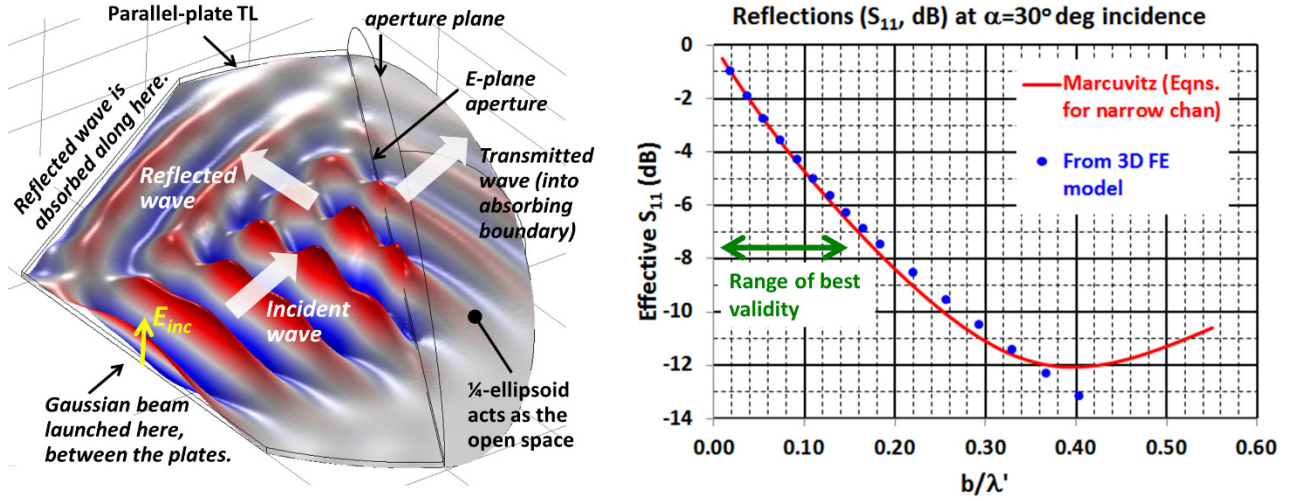 Parallel-plate TL
aperture plane
E-plane
aperture
Reflected wave is
absorbed along here.
Reflected
wave
Transmitted
wave (into
absorbing
boundary)
Incident
wave
E_inc
Gaussian beam
launched here,
between the plates.
¼-ellipsoid
acts as the
open space
Reflections (S₁₁, dB) at α=30° deg incidence
Effective S₁₁ (dB)
0
-2
-4
-6
-8
-10
-12
-14
Marcuvitz (Eqns.
for narrow chan)
From 3D FE
model
Range of best
validity
0.00 0.10 0.20 0.30 0.40 0.50 0.60
b/λ'